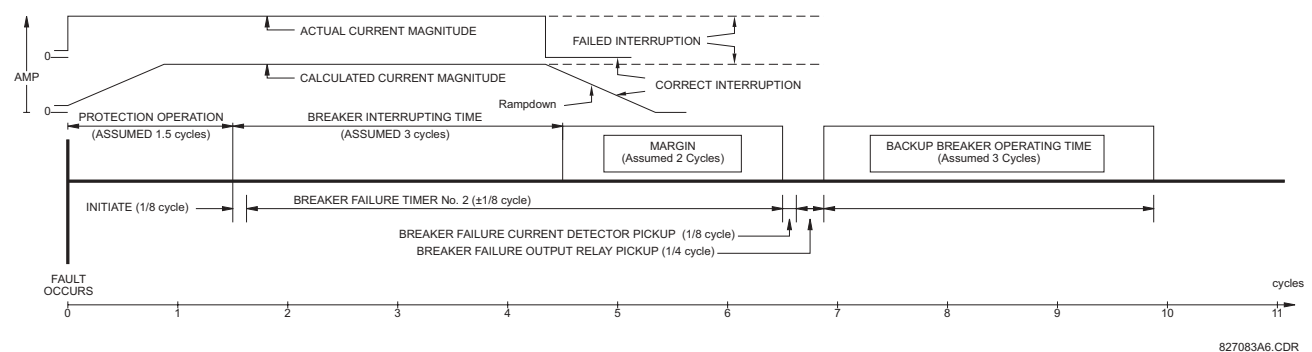 ACTUAL CURRENT MAGNITUDE
FAILED INTERRUPTION
0
AMP
CALCULATED CURRENT MAGNITUDE
CORRECT INTERRUPTION
Rampdown
0
PROTECTION OPERATION
(ASSUMED 1.5 cycles)
BREAKER INTERRUPTING TIME
(ASSUMED 3 cycles)
MARGIN
(Assumed 2 Cycles)
BACKUP BREAKER OPERATING TIME
(Assumed 3 Cycles)
INITIATE (1/8 cycle)
BREAKER FAILURE TIMER No. 2 (±1/8 cycle)
BREAKER FAILURE CURRENT DETECTOR PICKUP (1/8 cycle)
BREAKER FAILURE OUTPUT RELAY PICKUP (1/4 cycle)
FAULT
OCCURS
cycles
0 1 2 3 4 5 6 7 8 9 10 11
827083A6.CDR